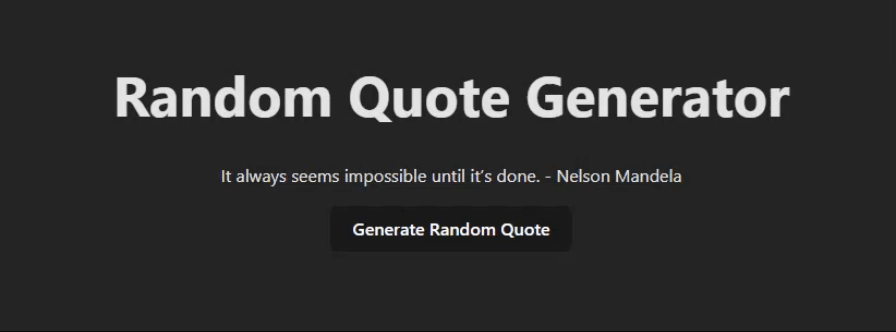 Random Quote Generator
It always seems impossible until it’s done. - Nelson Mandela
Generate Random Quote